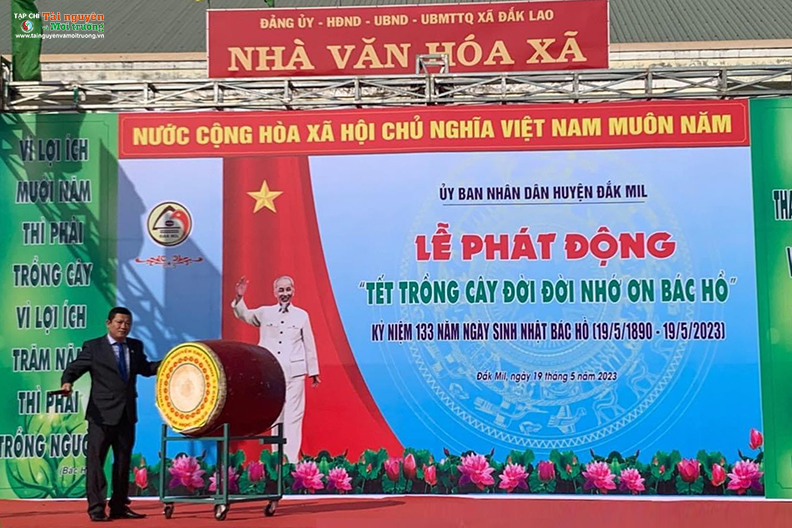 TẠP CHÍ
Tài nguyên
Môi trường
www.tainguyenvamoitruong.vn
ĐẢNG ỦY - HĐND - UBND - UBMTTQ XÃ ĐẮK LAO
NHÀ VĂN HÓA XÃ
NƯỚC CỘNG HÒA XÃ HỘI CHỦ NGHĨA VIỆT NAM MUÔN NĂM
VÌ LỢI ÍCH
MƯỜI NĂM
THÌ PHẢI
TRỒNG CÂY
VÌ LỢI ÍCH
TRĂM NĂM
THÌ PHẢI
TRỒNG NGƯỜI
(Bác
ĐẮK MIL
ỦY BAN NHÂN DÂN HUYỆN ĐẮK MIL
LỄ PHÁT ĐỘNG
"TẾT TRỒNG CÂY ĐỜI ĐỜI NHỚ ƠN BÁC HỒ"
KỶ NIỆM 133 NĂM NGÀY SINH NHẬT BÁC HỒ (19/5/1890 - 19/5/2023)
Đắk Mil, ngày 19 tháng 5 năm 2023